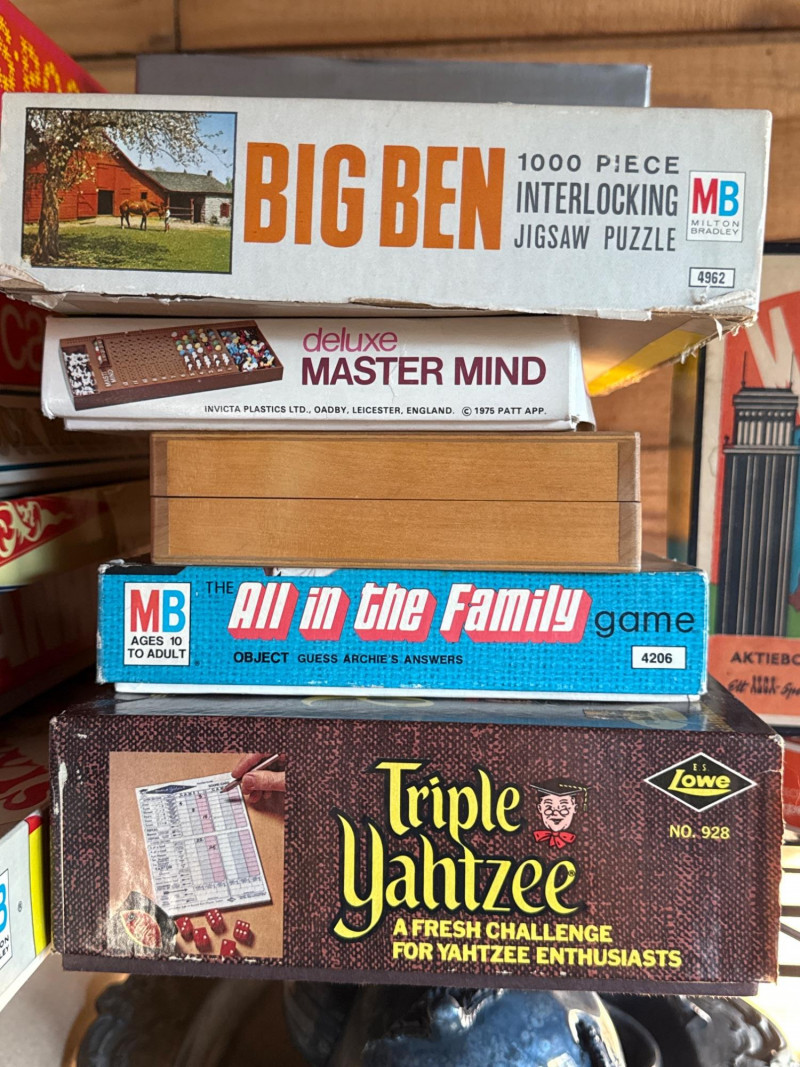 BIG BEN
1000 PIECE
INTERLOCKING
JIGSAW PUZZLE
MB
MILTON
BRADLEY
4962
deluxe
MASTER MIND
INVICTA PLASTICS LTD., OADBY, LEICESTER, ENGLAND. © 1975 PATT APP.
MB
AGES 10
TO ADULT
THE All in the Family game
OBJECT GUESS ARCHIE'S ANSWERS
4206
AKTIEBO
Triple
Yahtzee
A FRESH CHALLENGE
FOR YAHTZEE ENTHUSIASTS
E S
Lowe
NO. 928